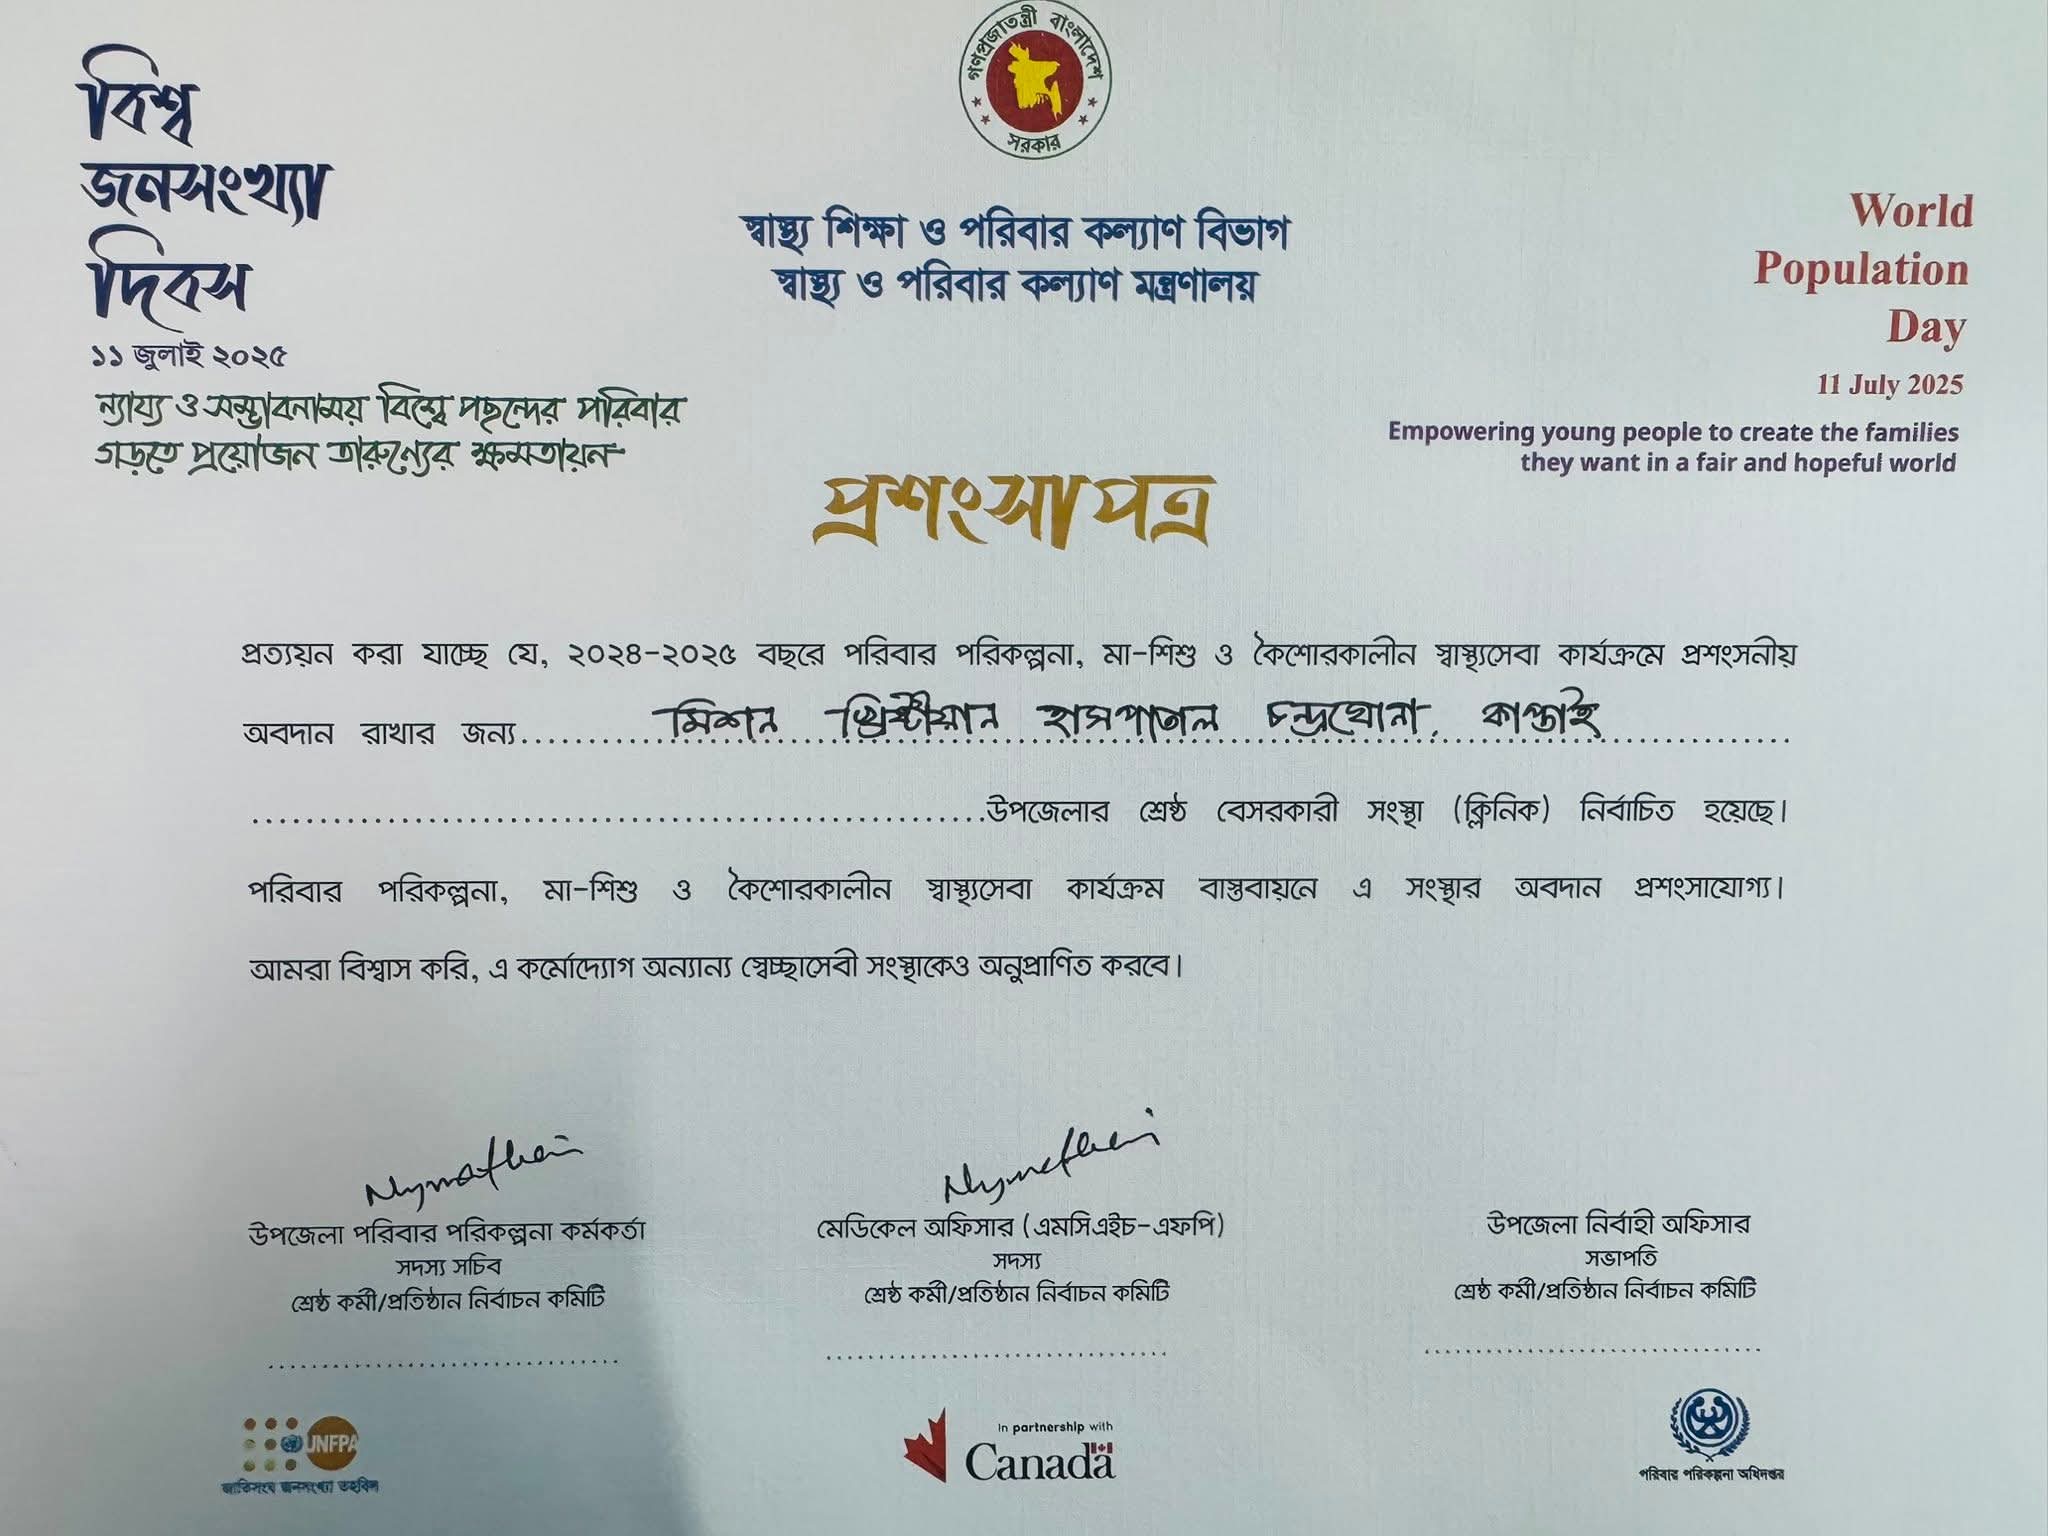 গণপ্রজাতন্ত্রী বাংলাদেশ
সরকার
বিশ্ব
জনসংখ্যা
দিবস
১১ জুলাই ২০২৫
ন্যায্য ও সম্ভাবনাময় বিশ্বে পছন্দের পরিবার
গড়তে প্রয়োজন তারুণ্যের ক্ষমতায়ন
স্বাস্থ্য শিক্ষা ও পরিবার কল্যাণ বিভাগ
স্বাস্থ্য ও পরিবার কল্যাণ মন্ত্রণালয়
World
Population
Day
11 July 2025
Empowering young people to create the families
they want in a fair and hopeful world
প্রশংসাপত্র
প্রত্যয়ন করা যাচ্ছে যে, ২০২৪-২০২৫ বছরে পরিবার পরিকল্পনা, মা-শিশু ও কৈশোরকালীন স্বাস্থ্যসেবা কার্যক্রমে প্রশংসনীয়
অবদান রাখার জন্য মিশন খ্রিষ্টীয়ান হাসপাতাল চন্দ্রঘোনা, কাপ্তাই
উপজেলার শ্রেষ্ঠ বেসরকারী সংস্থা (ক্লিনিক) নির্বাচিত হয়েছে।
পরিবার পরিকল্পনা, মা-শিশু ও কৈশোরকালীন স্বাস্থ্যসেবা কার্যক্রম বাস্তবায়নে এ সংস্থার অবদান প্রশংসাযোগ্য।
আমরা বিশ্বাস করি, এ কর্মোদ্যোগ অন্যান্য স্বেচ্ছাসেবী সংস্থাকেও অনুপ্রাণিত করবে।
উপজেলা পরিবার পরিকল্পনা কর্মকর্তা
সদস্য সচিব
শ্রেষ্ঠ কর্মী/প্রতিষ্ঠান নির্বাচন কমিটি
মেডিকেল অফিসার (এমসিএইচ-এফপি)
সদস্য
শ্রেষ্ঠ কর্মী/প্রতিষ্ঠান নির্বাচন কমিটি
উপজেলা নির্বাহী অফিসার
সভাপতি
শ্রেষ্ঠ কর্মী/প্রতিষ্ঠান নির্বাচন কমিটি
UNFPA
জাতিসংঘ জনসংখ্যা তহবিল
In partnership with
Canada
পরিবার পরিকল্পনা অধিদপ্তর